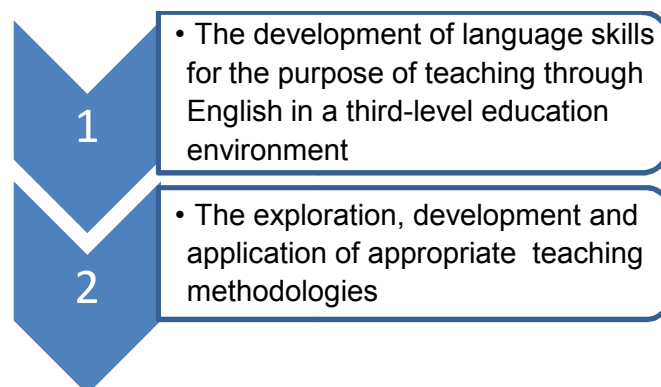 1
• The development of language skills
for the purpose of teaching through
English in a third-level education
environment
2
• The exploration, development and
application of appropriate  teaching
methodologies